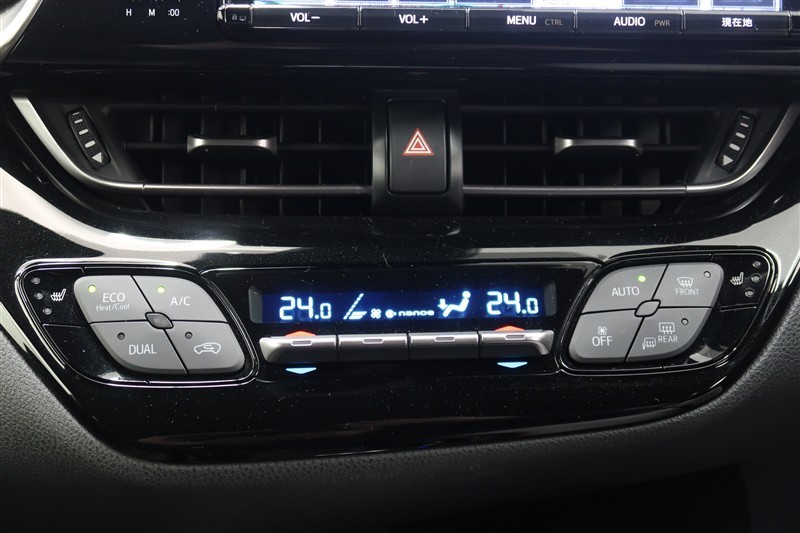 H M :00
VOL− VOL+ MENU CTRL AUDIO PWR 現在地
ECO
Heat/Cool
A/C
DUAL
24.0 nanoe 24.0
AUTO
FRONT
OFF
REAR